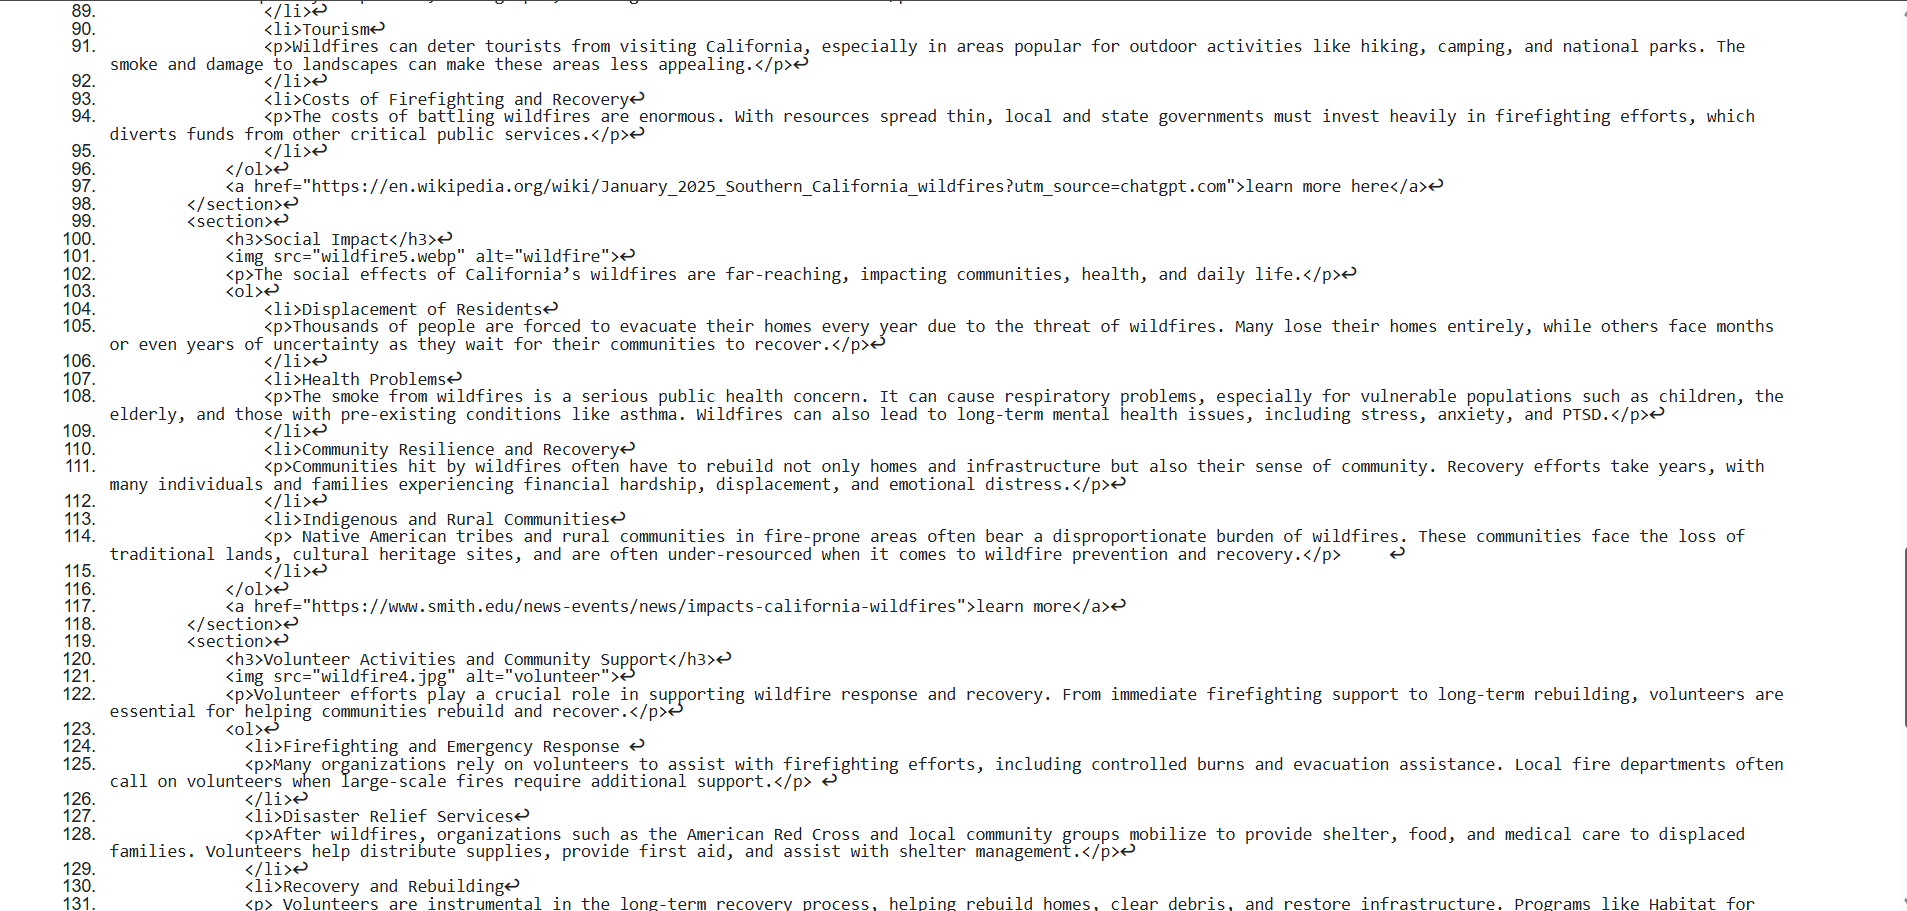 89. </li>↩
90. <li>Tourism↩
91. <p>Wildfires can deter tourists from visiting California, especially in areas popular for outdoor activities like hiking, camping, and national parks. The
smoke and damage to landscapes can make these areas less appealing.</p>↩
92. </li>↩
93. <li>Costs of Firefighting and Recovery↩
94. <p>The costs of battling wildfires are enormous. With resources spread thin, local and state governments must invest heavily in firefighting efforts, which
diverts funds from other critical public services.</p>↩
95. </li>↩
96. </ol>↩
97. <a href="https://en.wikipedia.org/wiki/January_2025_Southern_California_wildfires?utm_source=chatgpt.com">learn more here</a>↩
98. </section>↩
99. <section>↩
100. <h3>Social Impact</h3>↩
101. <img src="wildfire5.webp" alt="wildfire">↩
102. <p>The social effects of California’s wildfires are far-reaching, impacting communities, health, and daily life.</p>↩
103. <ol>↩
104. <li>Displacement of Residents↩
105. <p>Thousands of people are forced to evacuate their homes every year due to the threat of wildfires. Many lose their homes entirely, while others face months
or even years of uncertainty as they wait for their communities to recover.</p>↩
106. </li>↩
107. <li>Health Problems↩
108. <p>The smoke from wildfires is a serious public health concern. It can cause respiratory problems, especially for vulnerable populations such as children, the
elderly, and those with pre-existing conditions like asthma. Wildfires can also lead to long-term mental health issues, including stress, anxiety, and PTSD.</p>↩
109. </li>↩
110. <li>Community Resilience and Recovery↩
111. <p>Communities hit by wildfires often have to rebuild not only homes and infrastructure but also their sense of community. Recovery efforts take years, with
many individuals and families experiencing financial hardship, displacement, and emotional distress.</p>↩
112. </li>↩
113. <li>Indigenous and Rural Communities↩
114. <p> Native American tribes and rural communities in fire-prone areas often bear a disproportionate burden of wildfires. These communities face the loss of
traditional lands, cultural heritage sites, and are often under-resourced when it comes to wildfire prevention and recovery.</p> ↩
115. </li>↩
116. </ol>↩
117. <a href="https://www.smith.edu/news-events/news/impacts-california-wildfires">learn more</a>↩
118. </section>↩
119. <section>↩
120. <h3>Volunteer Activities and Community Support</h3>↩
121. <img src="wildfire4.jpg" alt="volunteer">↩
122. <p>Volunteer efforts play a crucial role in supporting wildfire response and recovery. From immediate firefighting support to long-term rebuilding, volunteers are
essential for helping communities rebuild and recover.</p>↩
123. <ol>↩
124. <li>Firefighting and Emergency Response ↩
125. <p>Many organizations rely on volunteers to assist with firefighting efforts, including controlled burns and evacuation assistance. Local fire departments often
call on volunteers when large-scale fires require additional support.</p> ↩
126. </li>↩
127. <li>Disaster Relief Services↩
128. <p>After wildfires, organizations such as the American Red Cross and local community groups mobilize to provide shelter, food, and medical care to displaced
families. Volunteers help distribute supplies, provide first aid, and assist with shelter management.</p>↩
129. </li>↩
130. <li>Recovery and Rebuilding↩
131. <p> Volunteers are instrumental in the long-term recovery process, helping rebuild homes, clear debris, and restore infrastructure. Programs like Habitat for